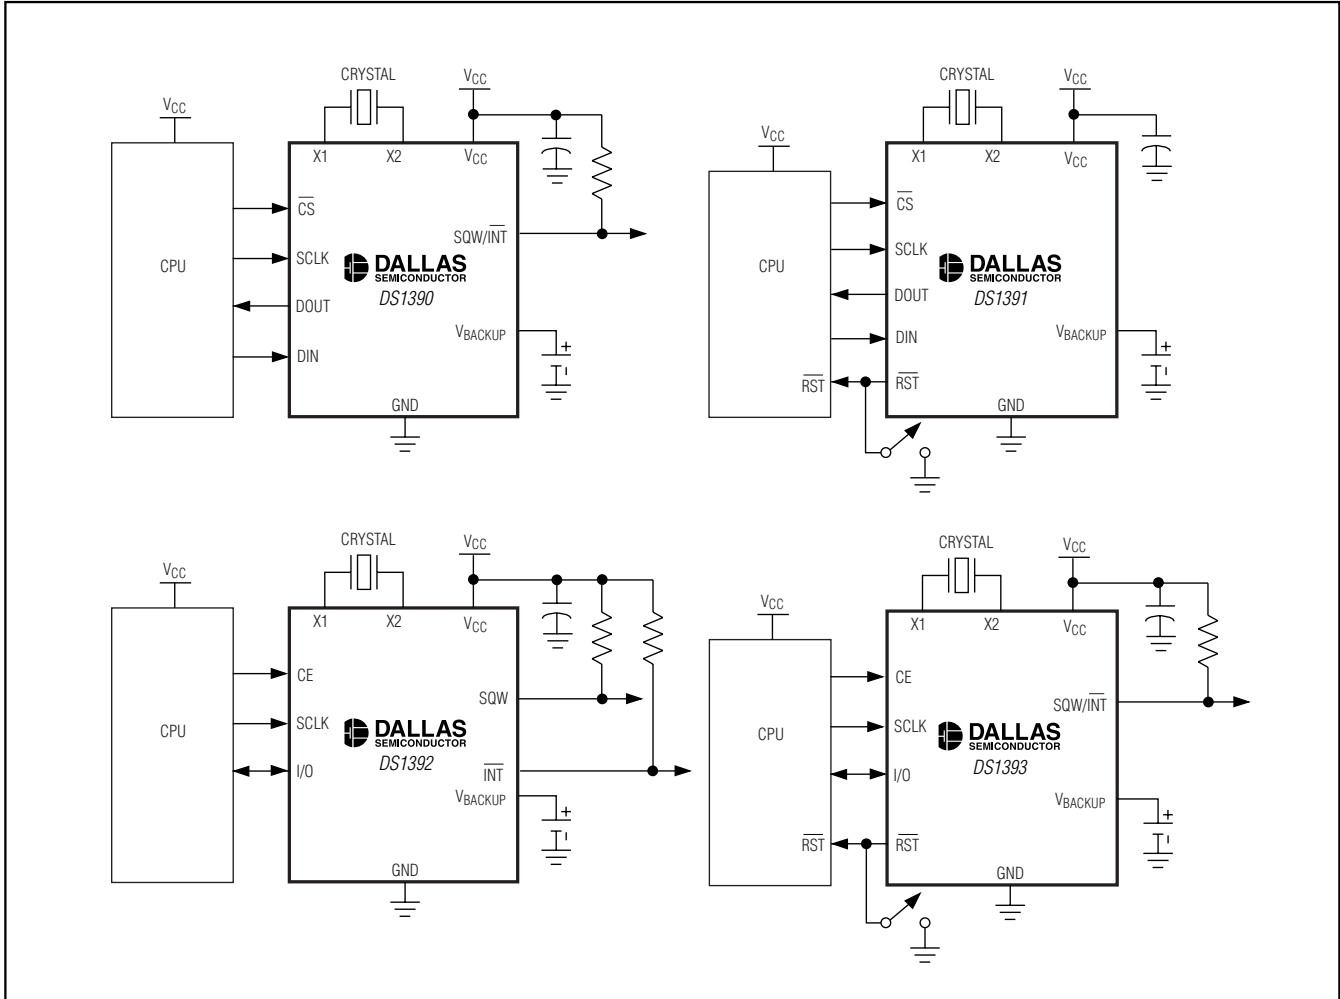 CRYSTAL
VCC
VCC
X1
X2
VCC
CS
SQW/INT
CPU
SCLK
DALLAS
SEMICONDUCTOR
DS1390
DOUT
VBACKUP
+
DIN
GND
CRYSTAL
VCC
VCC
X1
X2
VCC
CS
SCLK
CPU
DALLAS
SEMICONDUCTOR
DS1391
DOUT
DIN
VBACKUP
+
RST
RST
GND
CRYSTAL
VCC
VCC
X1
X2
VCC
CE
SQW
SCLK
CPU
DALLAS
SEMICONDUCTOR
DS1392
I/O
INT
VBACKUP
+
GND
CRYSTAL
VCC
VCC
X1
X2
VCC
CE
SQW/INT
SCLK
CPU
DALLAS
SEMICONDUCTOR
DS1393
I/O
VBACKUP
+
RST
RST
GND